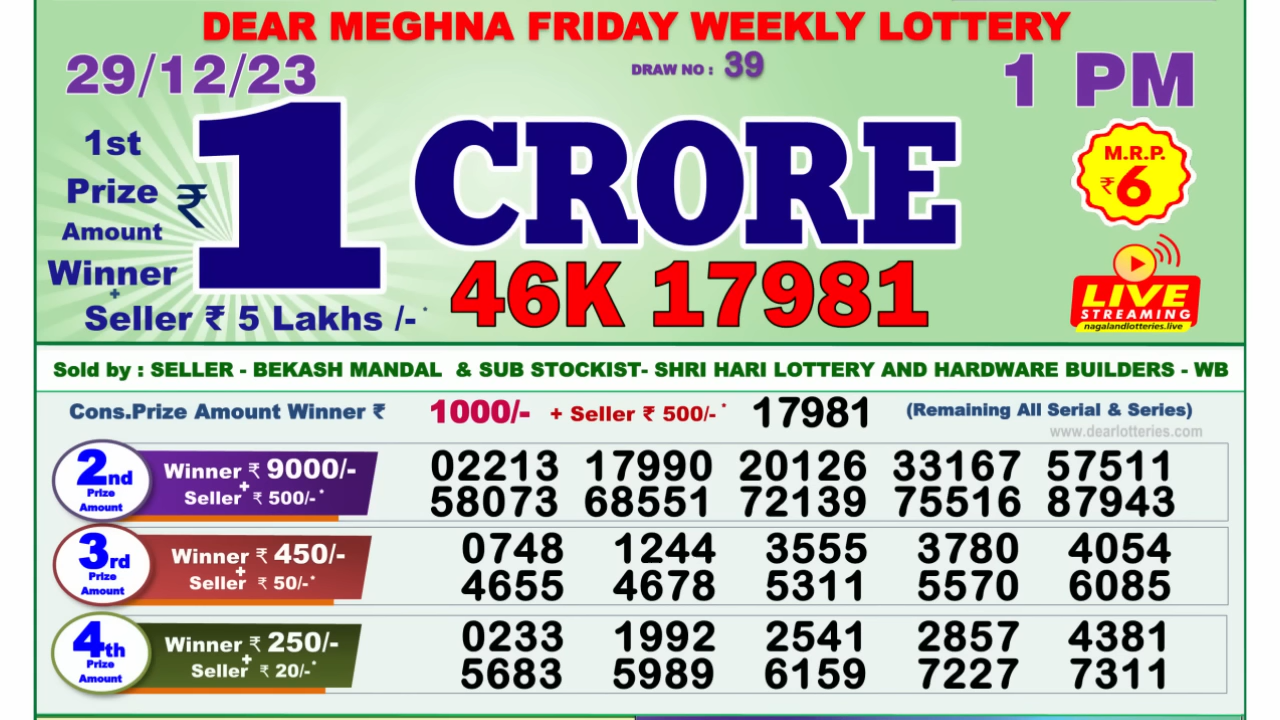 DEAR MEGHNA FRIDAY WEEKLY LOTTERY
29/12/23
DRAW NO : 39
1 PM
1st
Prize
Amount
₹ 1 CRORE
M.R.P.
₹6
Winner
+
Seller ₹ 5 Lakhs /-*
46K 17981
LIVE
STREAMING
nagalandlotteries.live
Sold by : SELLER - BEKASH MANDAL & SUB STOCKIST- SHRI HARI LOTTERY AND HARDWARE BUILDERS - WB
Cons.Prize Amount Winner ₹ 1000/- + Seller ₹ 500/-* 17981 (Remaining All Serial & Series)
www.dearlotteries.com
2nd
Prize
Amount
Winner ₹ 9000/-
+
Seller ₹ 500/-*
02213 17990 20126 33167 57511
58073 68551 72139 75516 87943
3rd
Prize
Amount
Winner ₹ 450/-
+
Seller ₹ 50/-*
0748 1244 3555 3780 4054
4655 4678 5311 5570 6085
4th
Prize
Amount
Winner ₹ 250/-
+
Seller ₹ 20/-*
0233 1992 2541 2857 4381
5683 5989 6159 7227 7311